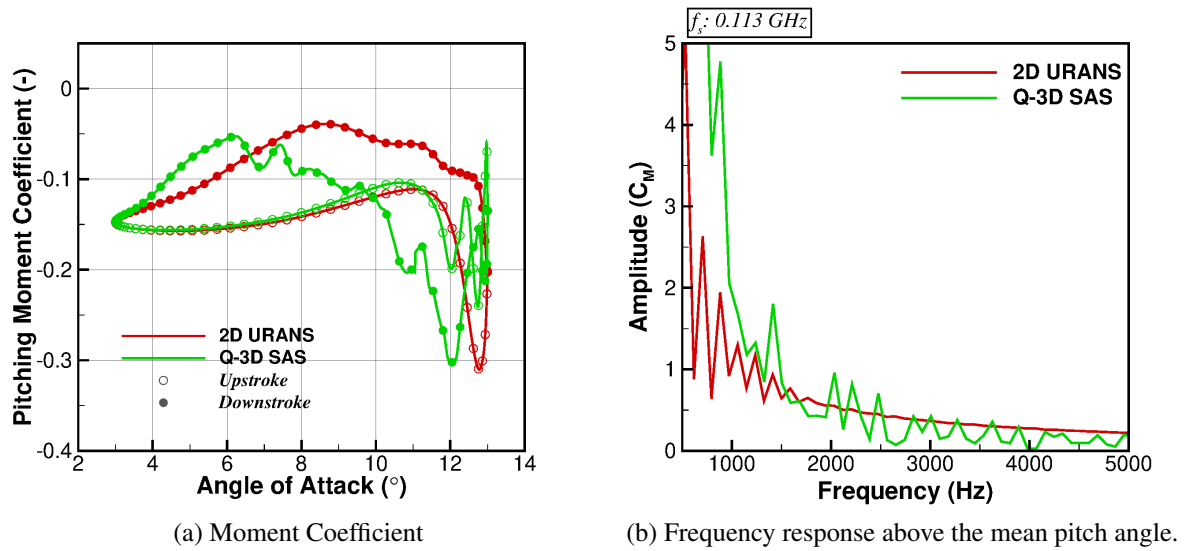 f_s: 0.113 GHz
Pitching Moment Coefficient (-)
0
-0.1
-0.2
-0.3
-0.4
2D URANS
Q-3D SAS
Upstroke
Downstroke
2 4 6 8 10 12 14
Angle of Attack (°)
(a) Moment Coefficient
Amplitude (C_M)
5
4
3
2
1
0
2D URANS
Q-3D SAS
1000 2000 3000 4000 5000
Frequency (Hz)
(b) Frequency response above the mean pitch angle.